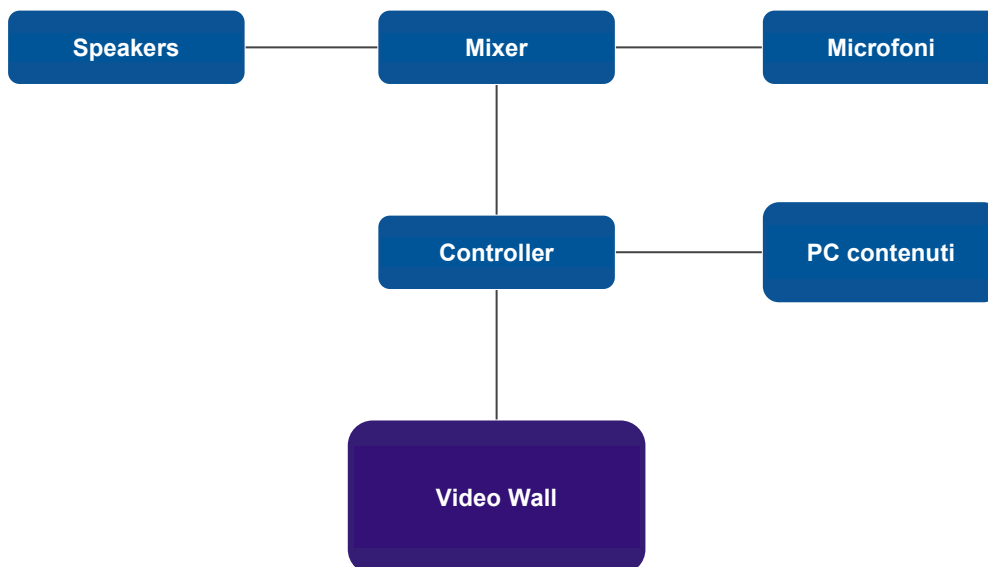 Speakers
Mixer
Microfoni
Controller
PC contenuti
Video Wall